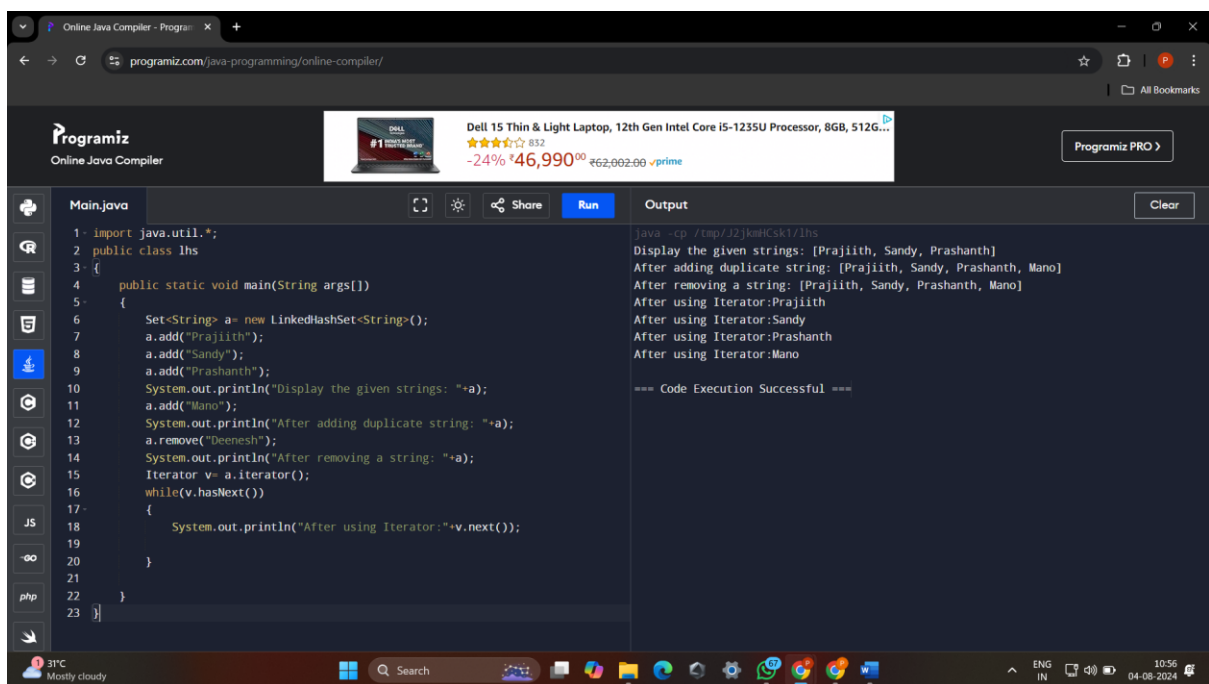 Online Java Compiler - Program
programiz.com/java-programming/online-compiler/
All Bookmarks
Programiz
Online Java Compiler
DELL
#1
Dell 15 Thin & Light Laptop, 12th Gen Intel Core i5-1235U Processor, 8GB, 512G...
832
-24% ₹46,990⁰⁰ ₹62,002.00 prime
Programiz PRO >
Main.java
Share
Run
Output
Clear
1 import java.util.*;
2 public class lhs
3 {
4 public static void main(String args[])
5 {
6 Set<String> a= new LinkedHashSet<String>();
7 a.add("Prajiith");
8 a.add("Sandy");
9 a.add("Prashanth");
10 System.out.println("Display the given strings: "+a);
11 a.add("Mano");
12 System.out.println("After adding duplicate string: "+a);
13 a.remove("Deenesh");
14 System.out.println("After removing a string: "+a);
15 Iterator v= a.iterator();
16 while(v.hasNext())
17 {
18 System.out.println("After using Iterator:"+v.next());
19
20 }
21
22 }
23 }
java -cp /tmp/J2jkmHCsk1/lhs
Display the given strings: [Prajiith, Sandy, Prashanth]
After adding duplicate string: [Prajiith, Sandy, Prashanth, Mano]
After removing a string: [Prajiith, Sandy, Prashanth, Mano]
After using Iterator:Prajiith
After using Iterator:Sandy
After using Iterator:Prashanth
After using Iterator:Mano
=== Code Execution Successful ===
JS
GO
php
1
31°C
Mostly cloudy
Search
67
ENG
IN
10:56
04-08-2024